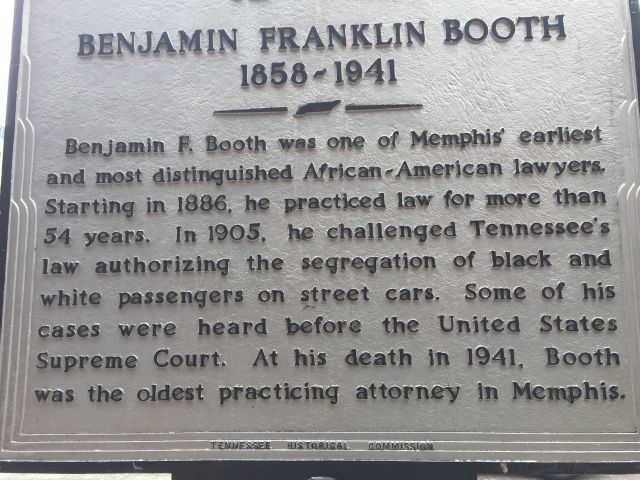 BENJAMIN FRANKLIN BOOTH
1858~1941
Benjamin F. Booth was one of Memphis' earliest
and most distinguished African-American lawyers.
Starting in 1886, he practiced law for more than
54 years. In 1905, he challenged Tennessee's
law authorizing the segregation of black and
white passengers on street cars. Some of his
cases were heard before the United States
Supreme Court. At his death in 1941, Booth
was the oldest practicing attorney in Memphis.
TENNESSEE HISTORICAL COMMISSION